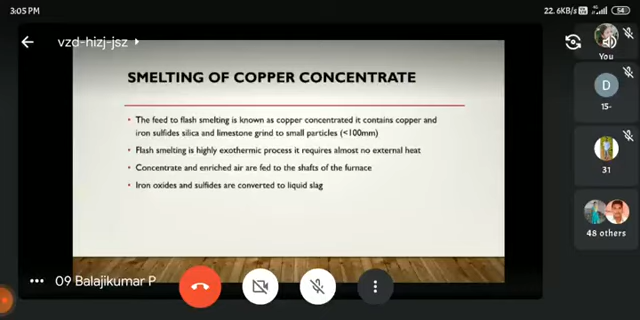 3:05 PM
22.6KB/s
54
vzd-hizj-jsz
You
SMELTING OF COPPER CONCENTRATE
• The feed to flash smelting is known as copper concentrated it contains copper and
iron sulfides silica and limestone grind to small particles (<100mm)
• Flash smelting is highly exothermic process it requires almost no external heat
• Concentrate and enriched air are fed to the shafts of the furnace
• Iron oxides and sulfides are converted to liquid slag
D
15-
31
48 others
09 Balajikumar P